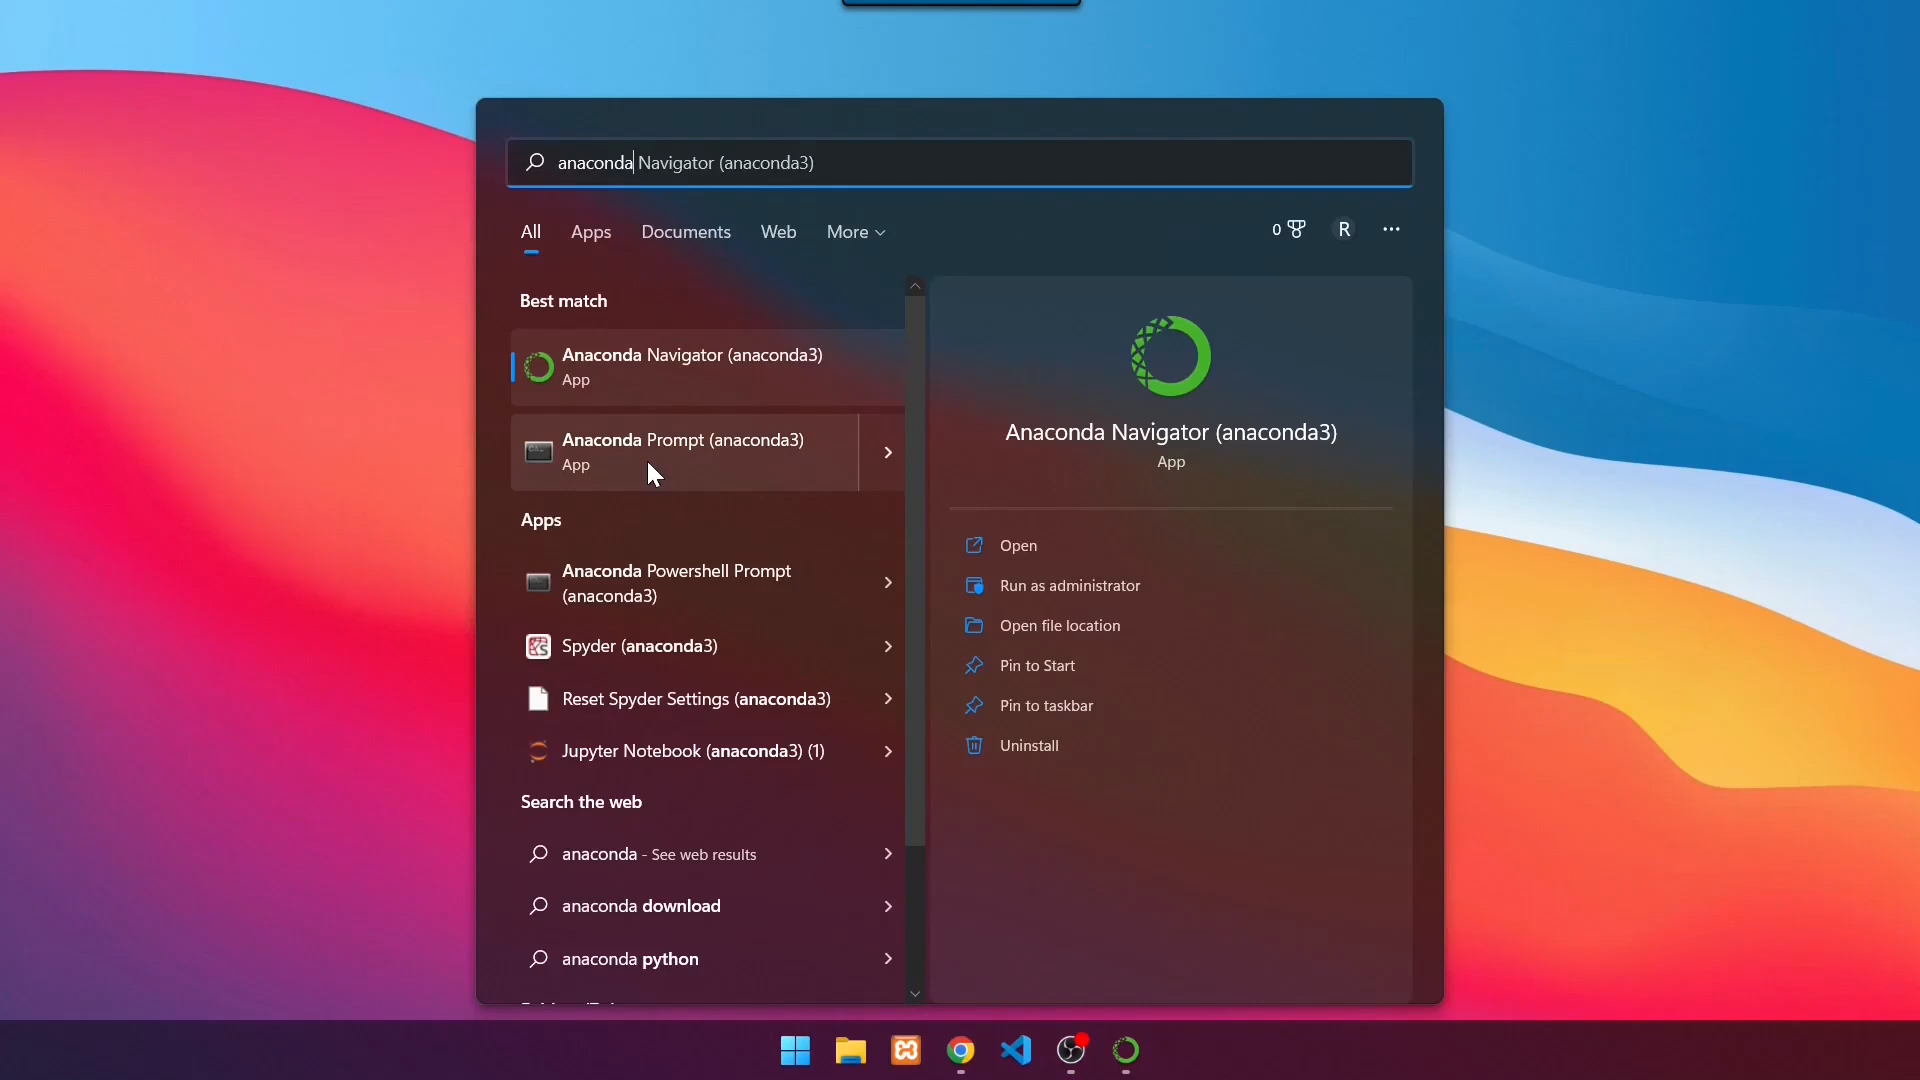 anaconda Navigator (anaconda3)
All Apps Documents Web More
0 R
Best match
Anaconda Navigator (anaconda3)
App
Anaconda Prompt (anaconda3)
App
Apps
Anaconda Powershell Prompt
(anaconda3)
Spyder (anaconda3)
Reset Spyder Settings (anaconda3)
Jupyter Notebook (anaconda3) (1)
Search the web
anaconda - See web results
anaconda download
anaconda python
Anaconda Navigator (anaconda3)
App
Open
Run as administrator
Open file location
Pin to Start
Pin to taskbar
Uninstall